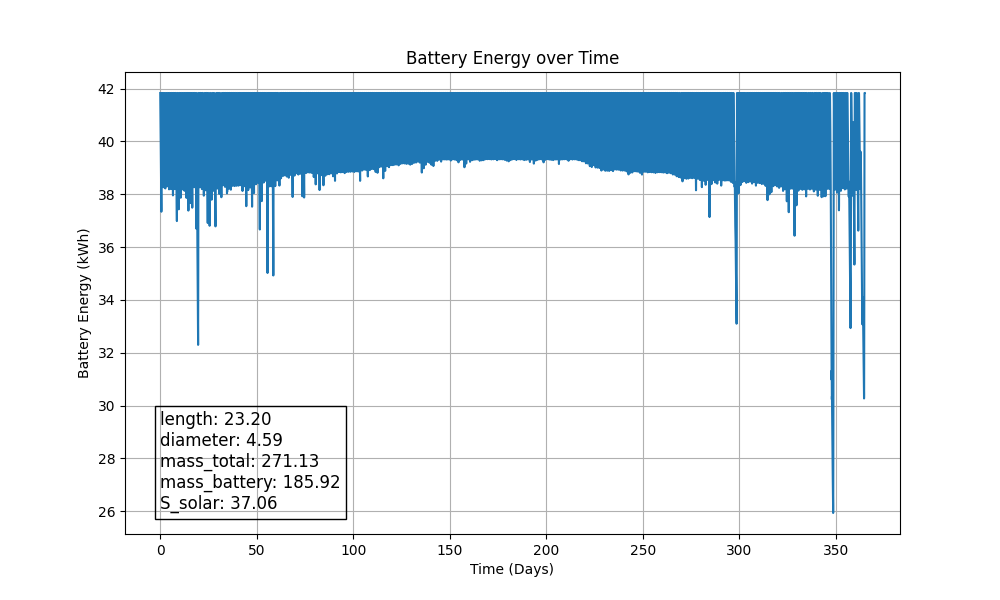 Battery Energy over Time
Battery Energy (kWh)
42
40
38
36
34
32
30
28
26
length: 23.20
diameter: 4.59
mass_total: 271.13
mass_battery: 185.92
S_solar: 37.06
0 50 100 150 200 250 300 350
Time (Days)